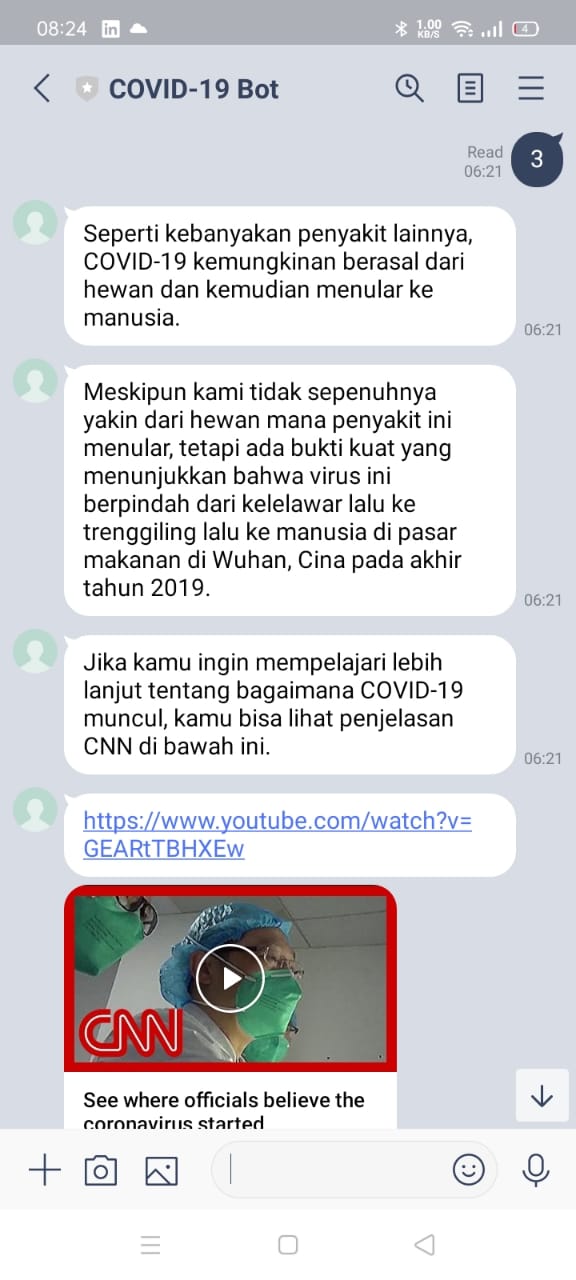 08:24
in
1.00
KB/S
4
COVID-19 Bot
Read
06:21
3
Seperti kebanyakan penyakit lainnya,
COVID-19 kemungkinan berasal dari
hewan dan kemudian menular ke
manusia.
06:21
Meskipun kami tidak sepenuhnya
yakin dari hewan mana penyakit ini
menular, tetapi ada bukti kuat yang
menunjukkan bahwa virus ini
berpindah dari kelelawar lalu ke
trenggiling lalu ke manusia di pasar
makanan di Wuhan, Cina pada akhir
tahun 2019.
06:21
Jika kamu ingin mempelajari lebih
lanjut tentang bagaimana COVID-19
muncul, kamu bisa lihat penjelasan
CNN di bawah ini.
06:21
https://www.youtube.com/watch?v=
GEARtTBHXEw
CNN
See where officials believe the
coronavirus started